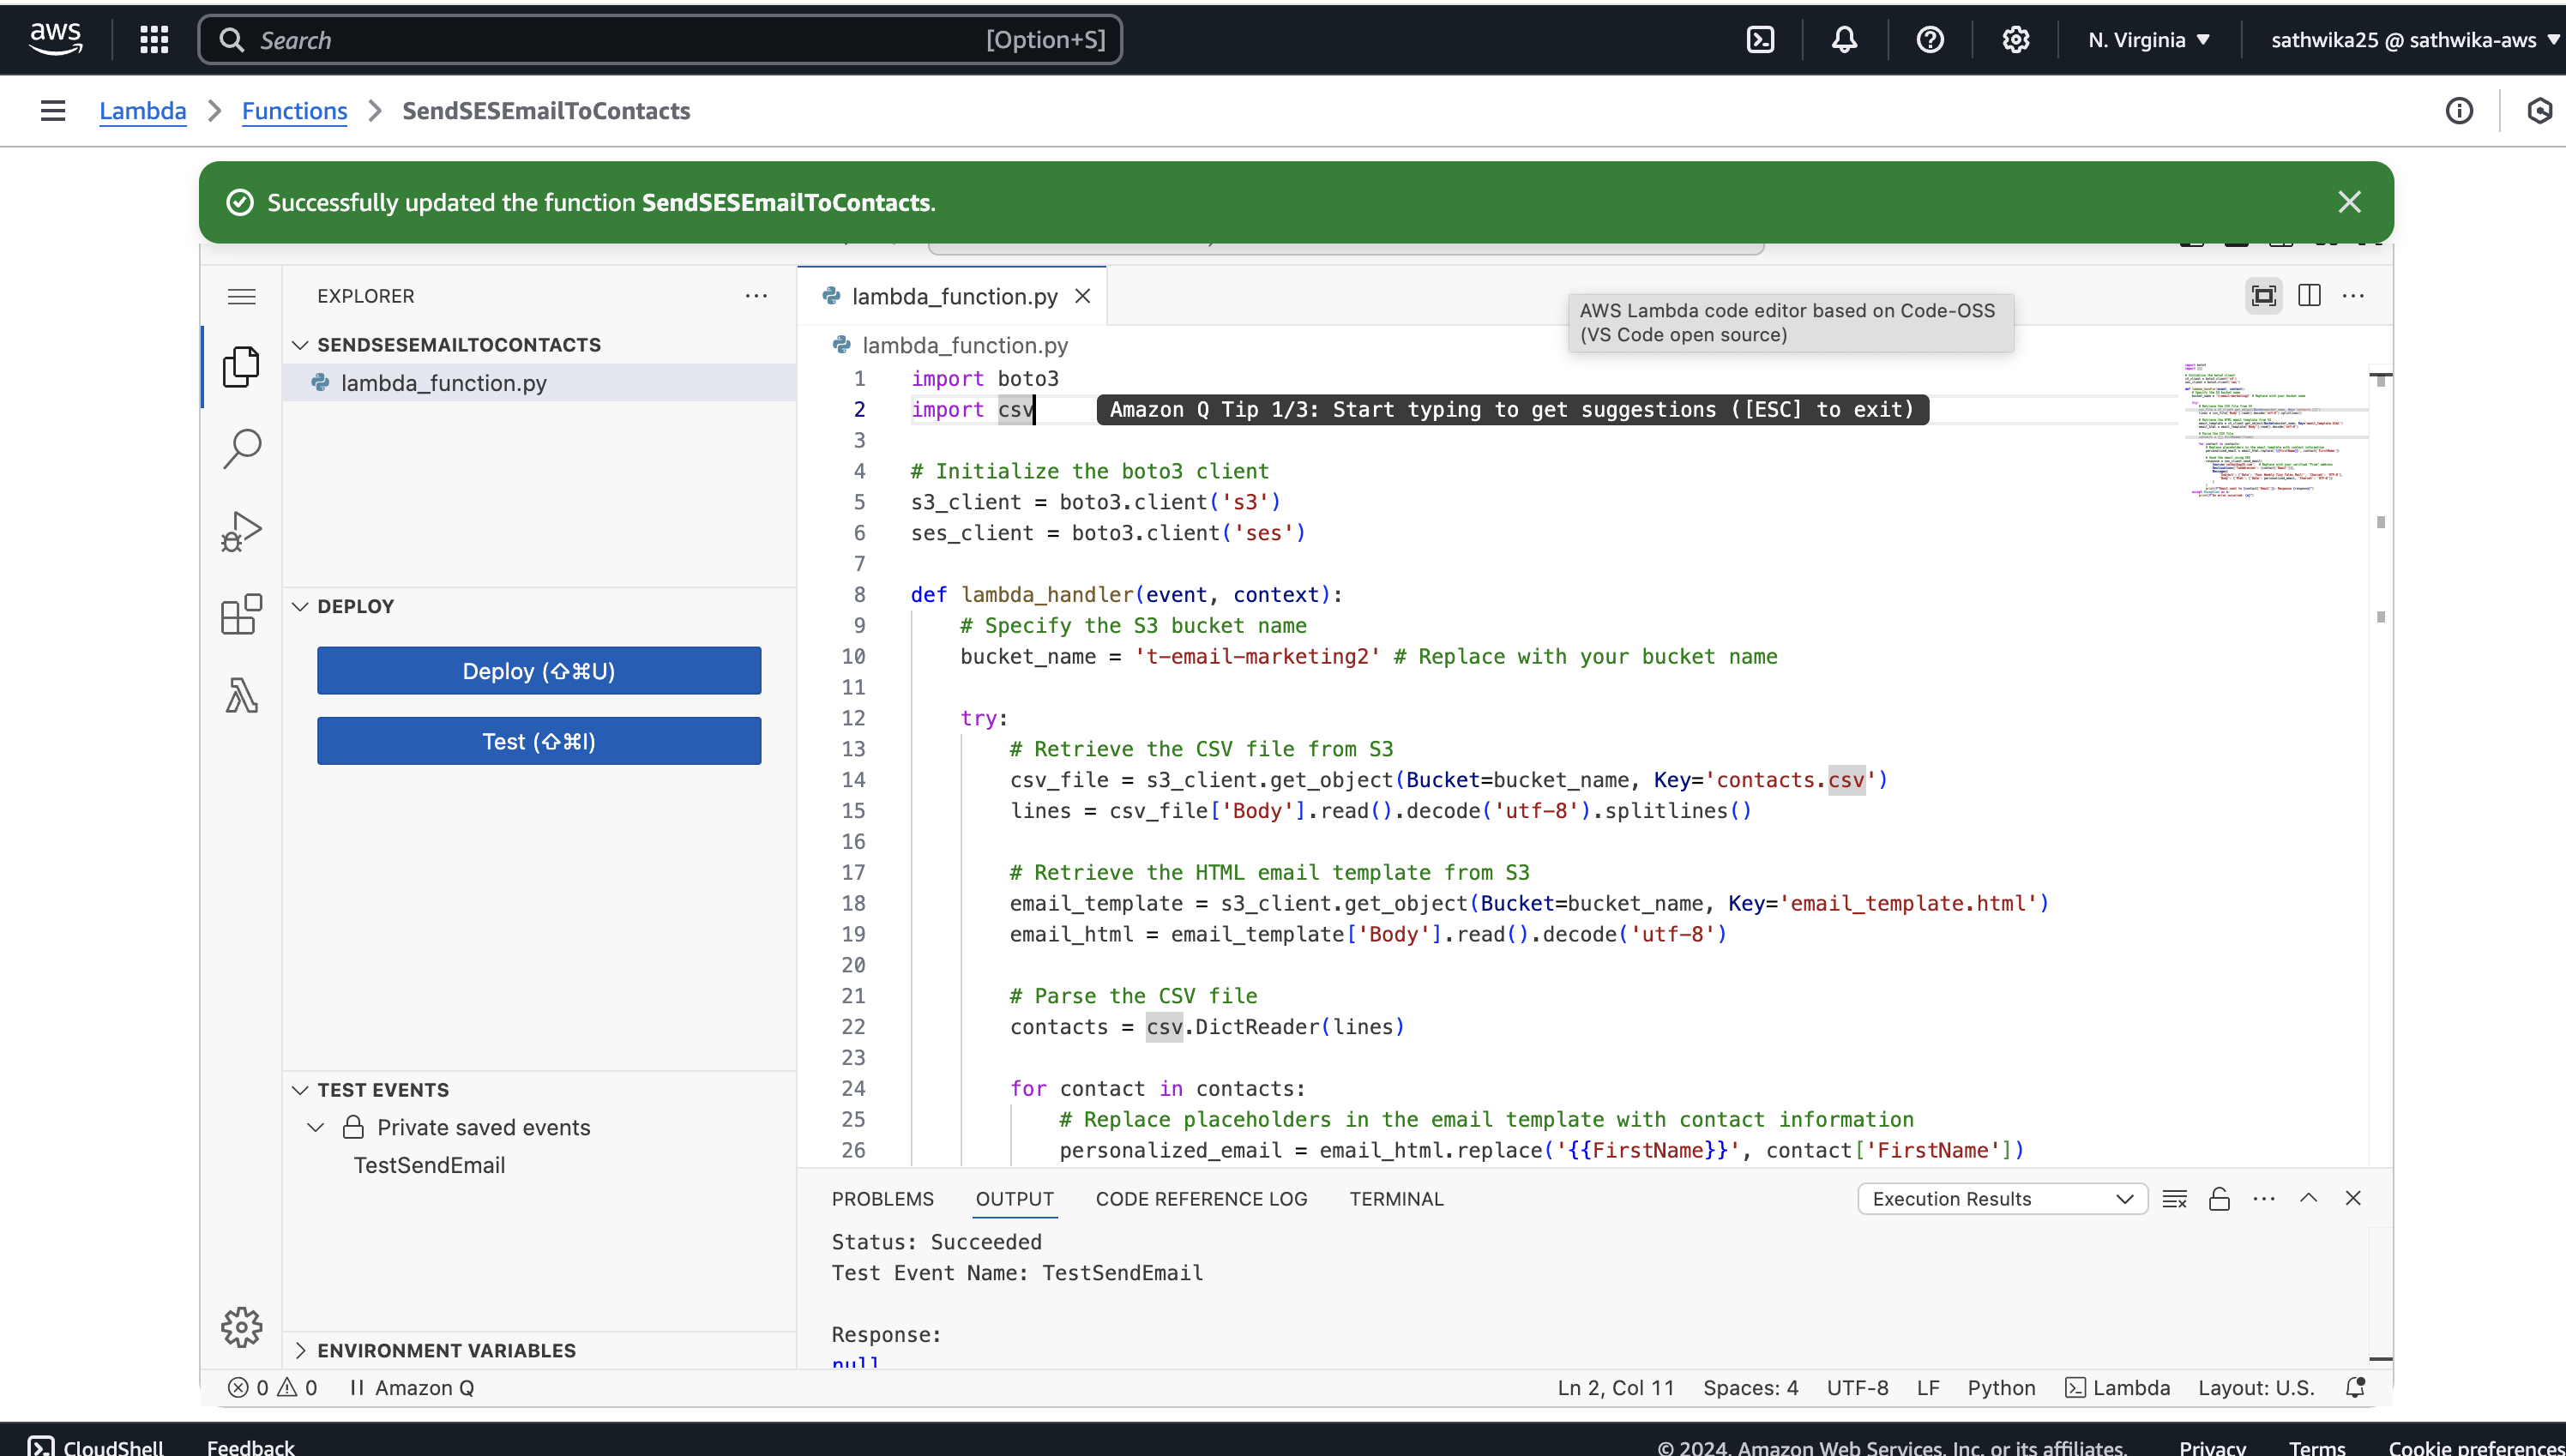 aws
Search [Option+S]
N. Virginia
sathwika25 @ sathwika-aws
Lambda
Functions
SendSESEmailToContacts
Successfully updated the function SendSESEmailToContacts.
EXPLORER
SENDSESEMAILTOCONTACTS
lambda_function.py
DEPLOY
Deploy (⇧⌘U)
Test (⇧⌘I)
TEST EVENTS
Private saved events
TestSendEmail
ENVIRONMENT VARIABLES
lambda_function.py
AWS Lambda code editor based on Code-OSS
(VS Code open source)
lambda_function.py
1 import boto3
2 import csv Amazon Q Tip 1/3: Start typing to get suggestions ([ESC] to exit)
3
4 # Initialize the boto3 client
5 s3_client = boto3.client('s3')
6 ses_client = boto3.client('ses')
7
8 def lambda_handler(event, context):
9 # Specify the S3 bucket name
10 bucket_name = 't-email-marketing2' # Replace with your bucket name
11
12 try:
13 # Retrieve the CSV file from S3
14 csv_file = s3_client.get_object(Bucket=bucket_name, Key='contacts.csv')
15 lines = csv_file['Body'].read().decode('utf-8').splitlines()
16
17 # Retrieve the HTML email template from S3
18 email_template = s3_client.get_object(Bucket=bucket_name, Key='email_template.html')
19 email_html = email_template['Body'].read().decode('utf-8')
20
21 # Parse the CSV file
22 contacts = csv.DictReader(lines)
23
24 for contact in contacts:
25 # Replace placeholders in the email template with contact information
26 personalized_email = email_html.replace('{{FirstName}}', contact['FirstName'])
PROBLEMS
OUTPUT
CODE REFERENCE LOG
TERMINAL
Execution Results
Status: Succeeded
Test Event Name: TestSendEmail
Response:
null
0 0
Amazon Q
Ln 2, Col 11
Spaces: 4
UTF-8
LF
Python
Lambda
Layout: U.S.
CloudShell
Feedback
© 2024, Amazon Web Services, Inc. or its affiliates.
Privacy
Terms
Cookie preferences